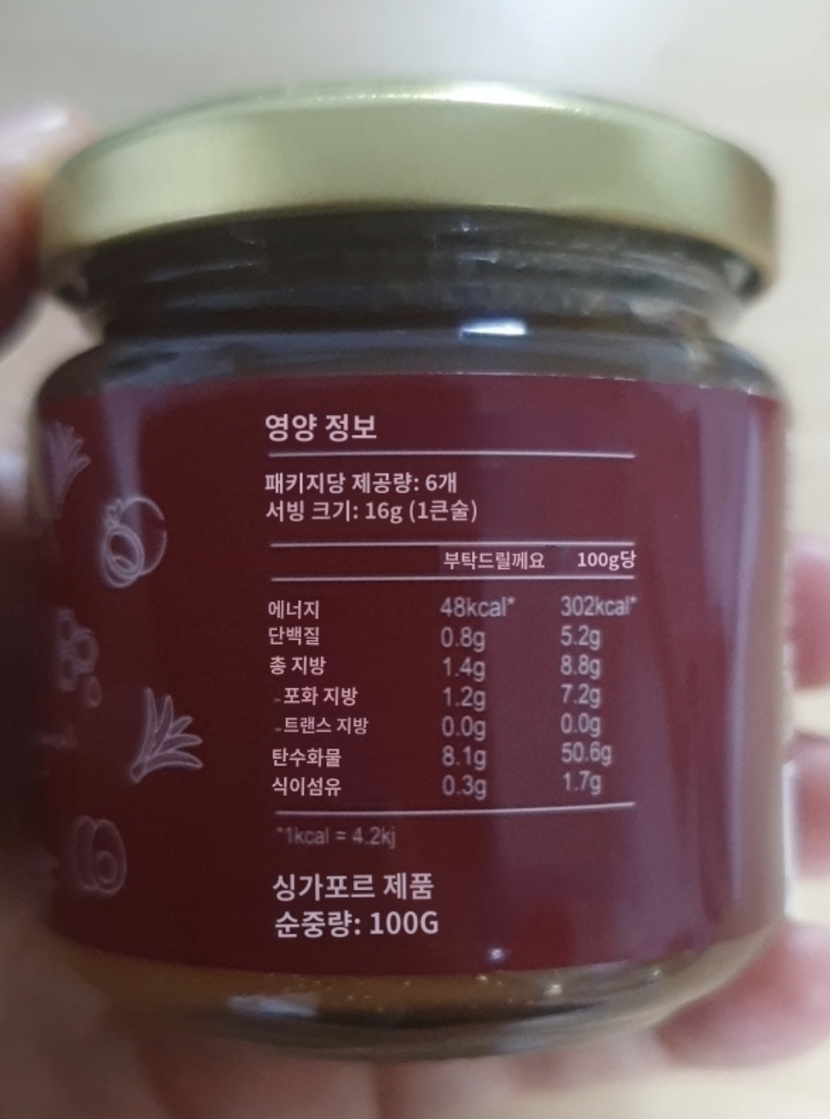 영양 정보
패키지당 제공량: 6개
서빙 크기: 16g (1큰술)
부탁드릴께요 100g당
에너지 48kcal* 302kcal*
단백질 0.8g 5.2g
총 지방 1.4g 8.8g
-포화 지방 1.2g 7.2g
-트랜스 지방 0.0g 0.0g
탄수화물 8.1g 50.6g
식이섬유 0.3g 1.7g
*1kcal = 4.2kj
싱가포르 제품
순중량: 100G